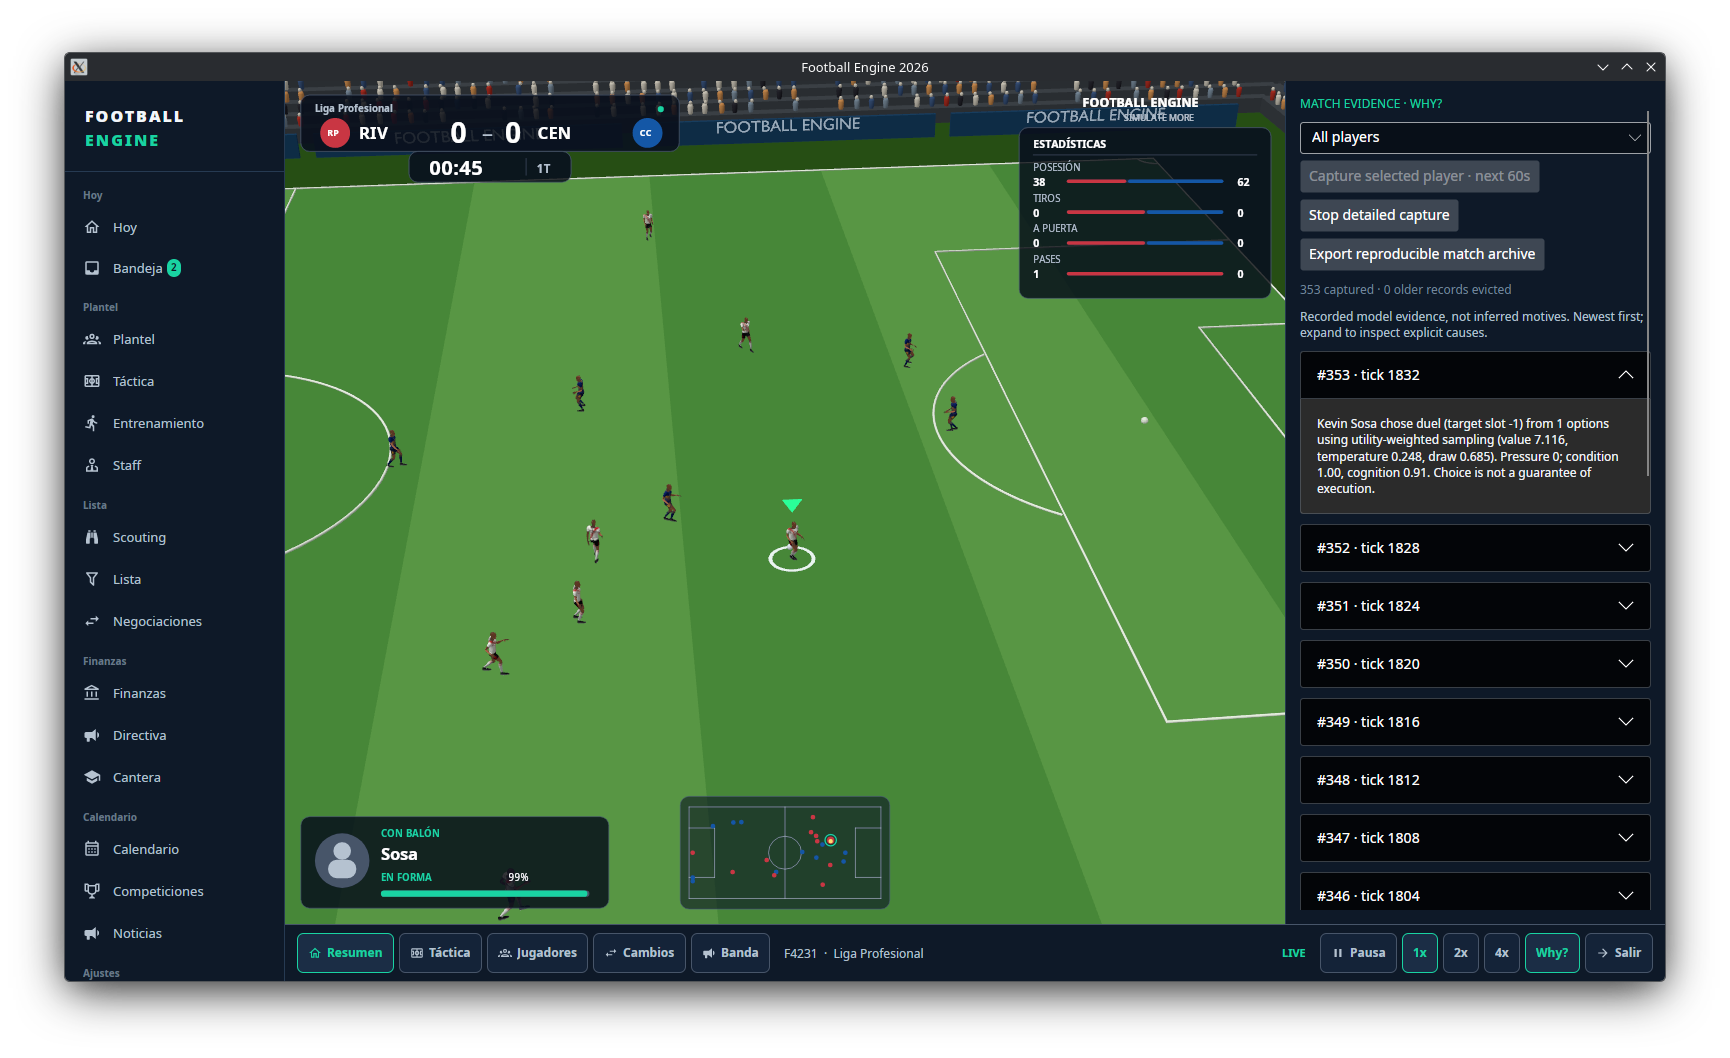 Football Engine 2026
FOOTBALL
ENGINE
Hoy
Hoy
Bandeja 2
Plantel
Plantel
Táctica
Entrenamiento
Staff
Lista
Scouting
Lista
Negociaciones
Finanzas
Finanzas
Directiva
Cantera
Calendario
Calendario
Competiciones
Noticias
Ajustes
Liga Profesional
RP RIV 0 – 0 CEN CC
00:45 1T
FOOTBALL ENGINE
FOOTBALL ENGINE
FOOTBALL ENGINE
FOOTBALL ENGINE
SIMULATE MORE
ESTADÍSTICAS
POSESIÓN
38 62
TIROS
0 0
A PUERTA
0 0
PASES
1 0
CON BALÓN
Sosa
EN FORMA 99%
MATCH EVIDENCE · WHY?
All players
Capture selected player · next 60s
Stop detailed capture
Export reproducible match archive
353 captured · 0 older records evicted
Recorded model evidence, not inferred motives. Newest first;
expand to inspect explicit causes.
#353 · tick 1832
Kevin Sosa chose duel (target slot -1) from 1 options
using utility-weighted sampling (value 7.116,
temperature 0.248, draw 0.685). Pressure 0; condition
1.00, cognition 0.91. Choice is not a guarantee of
execution.
#352 · tick 1828
#351 · tick 1824
#350 · tick 1820
#349 · tick 1816
#348 · tick 1812
#347 · tick 1808
#346 · tick 1804
Resumen Táctica Jugadores Cambios Banda F4231 · Liga Profesional LIVE Pausa 1x 2x 4x Why? Salir